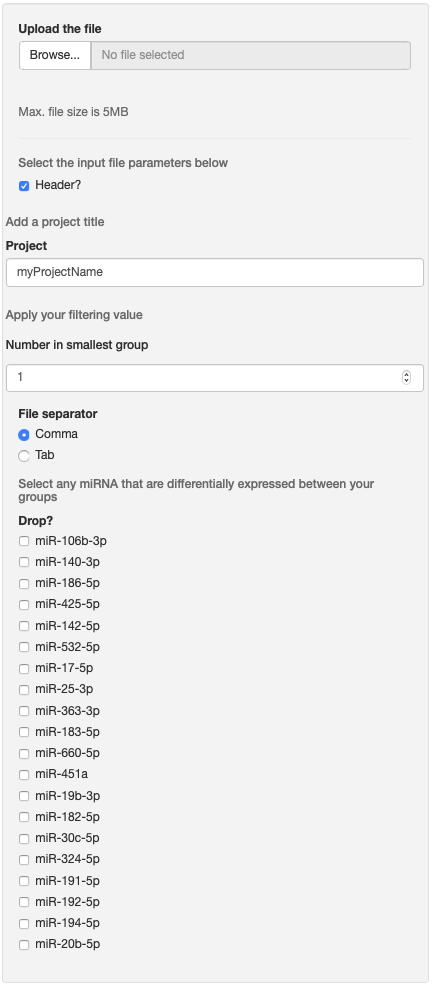 Upload the file
Browse... No file selected
Max. file size is 5MB
Select the input file parameters below
Header?
Add a project title
Project
myProjectName
Apply your filtering value
Number in smallest group
1
File separator
Comma
Tab
Select any miRNA that are differentially expressed between your
groups
Drop?
miR-106b-3p
miR-140-3p
miR-186-5p
miR-425-5p
miR-142-5p
miR-532-5p
miR-17-5p
miR-25-3p
miR-363-3p
miR-183-5p
miR-660-5p
miR-451a
miR-19b-3p
miR-182-5p
miR-30c-5p
miR-324-5p
miR-191-5p
miR-192-5p
miR-194-5p
miR-20b-5p